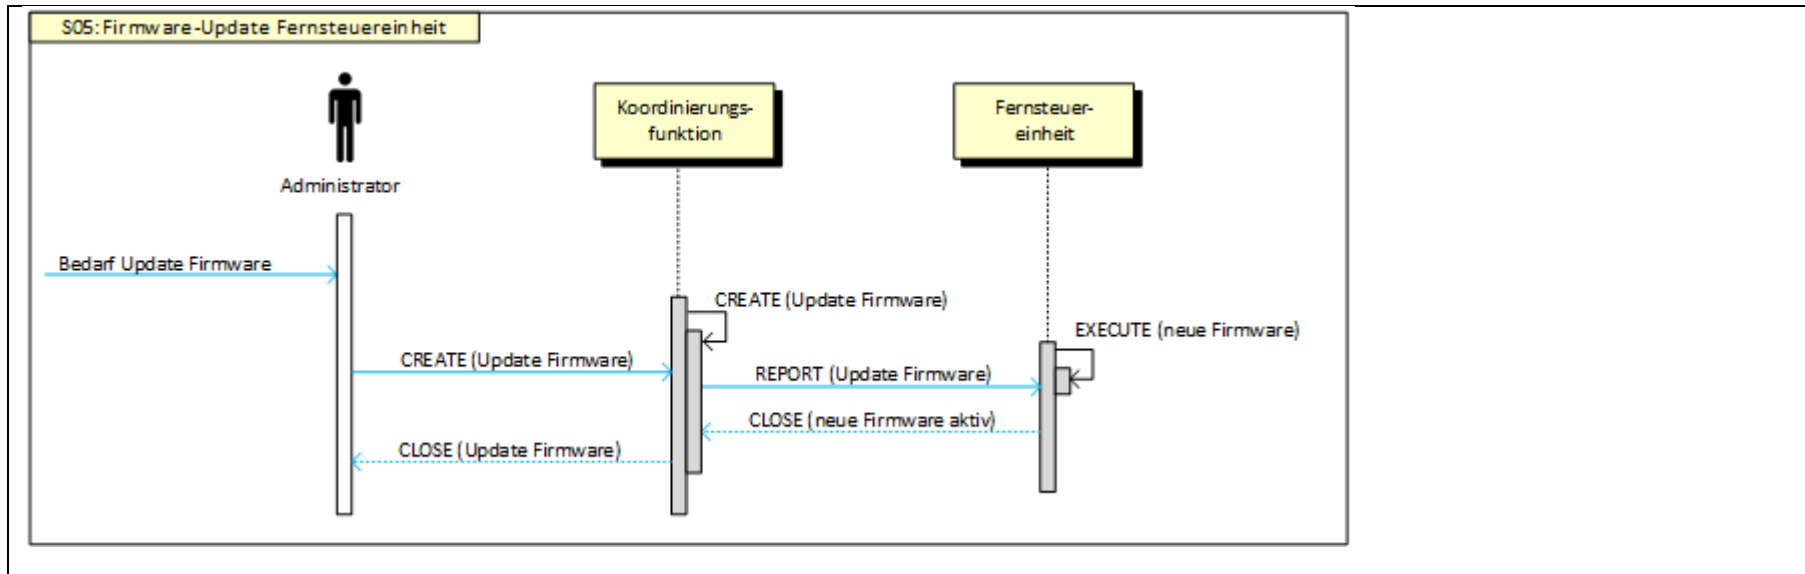 S05: Firmware-Update Fernsteuereinheit
Koordinierungs-
funktion
Fernsteuer-
einheit
Administrator
Bedarf Update Firmware
CREATE (Update Firmware)
EXECUTE (neue Firmware)
CREATE (Update Firmware)
REPORT (Update Firmware)
CLOSE (neue Firmware aktiv)
CLOSE (Update Firmware)